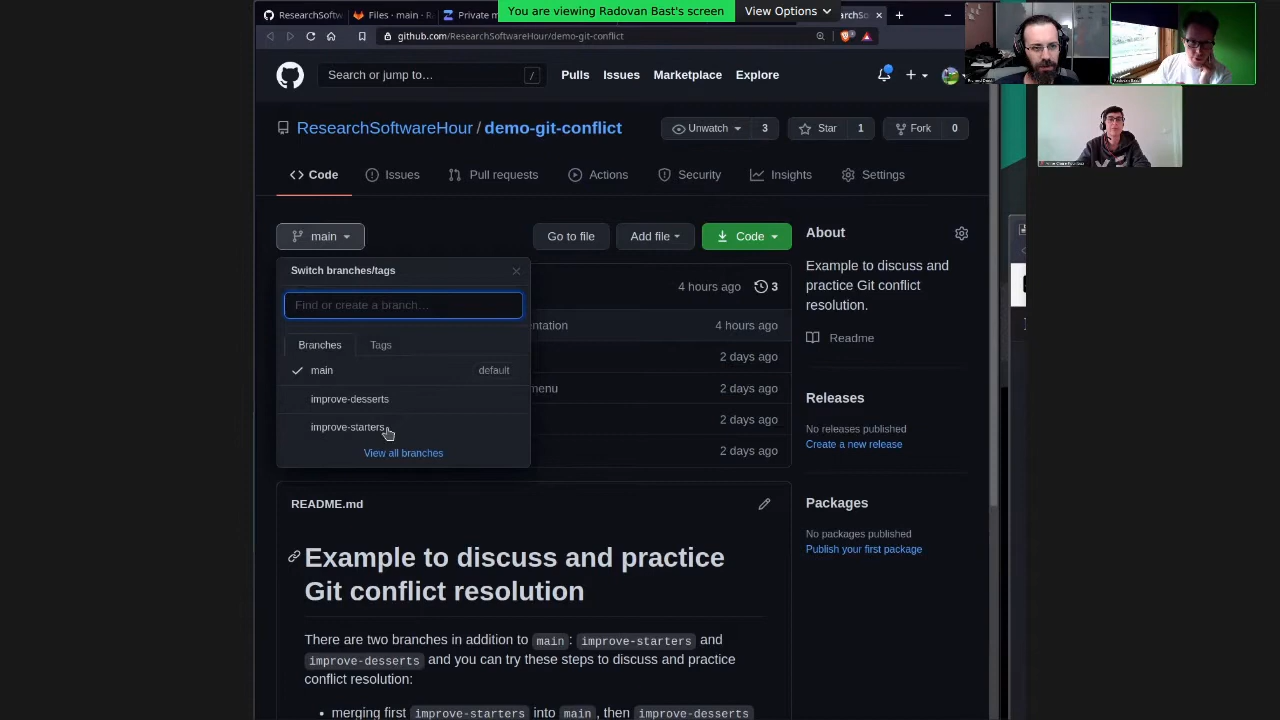 You are viewing Radovan Bast's screen
View Options
ResearchSoftw
Files · main · R
Private m
github.com/ResearchSoftwareHour/demo-git-conflict
Search or jump to...
/
Pulls
Issues
Marketplace
Explore
ResearchSoftwareHour / demo-git-conflict
Unwatch
3
Star
1
Fork
0
Code
Issues
Pull requests
Actions
Security
Insights
Settings
main
Go to file
Add file
Code
About
Switch branches/tags
Find or create a branch...
4 hours ago
3
Example to discuss and
practice Git conflict
resolution.
ntation
4 hours ago
Branches
Tags
Readme
2 days ago
main
default
menu
2 days ago
improve-desserts
Releases
2 days ago
improve-starters
No releases published
Create a new release
View all branches
2 days ago
README.md
Packages
No packages published
Publish your first package
Example to discuss and practice
Git conflict resolution
There are two branches in addition to main: improve-starters and
improve-desserts and you can try these steps to discuss and practice
conflict resolution:
• merging first improve-starters into main, then improve-desserts